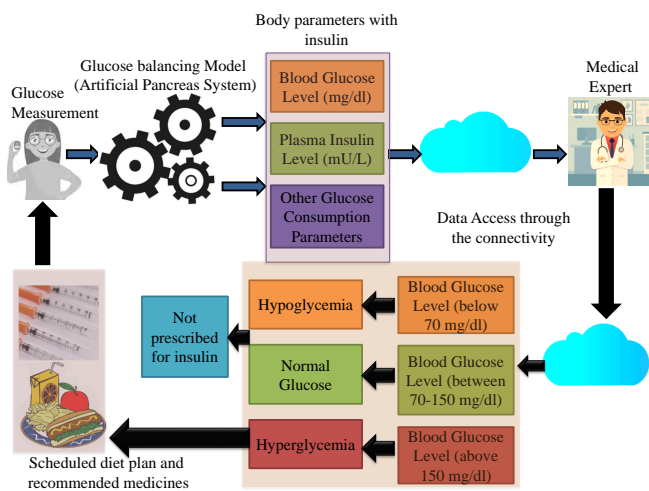 Body parameters with
insulin
Glucose balancing Model
(Artificial Pancreas System)
Glucose
Measurement
Blood Glucose
Level (mg/dl)
Plasma Insulin
Level (mU/L)
Other Glucose
Consumption
Parameters
Medical
Expert
Data Access through
the connectivity
Not
prescribed
for insulin
Hypoglycemia
Blood Glucose
Level (below
70 mg/dl)
Normal
Glucose
Blood Glucose
Level (between
70-150 mg/dl)
Hyperglycemia
Blood Glucose
Level (above
150 mg/dl)
Scheduled diet plan and
recommended medicines